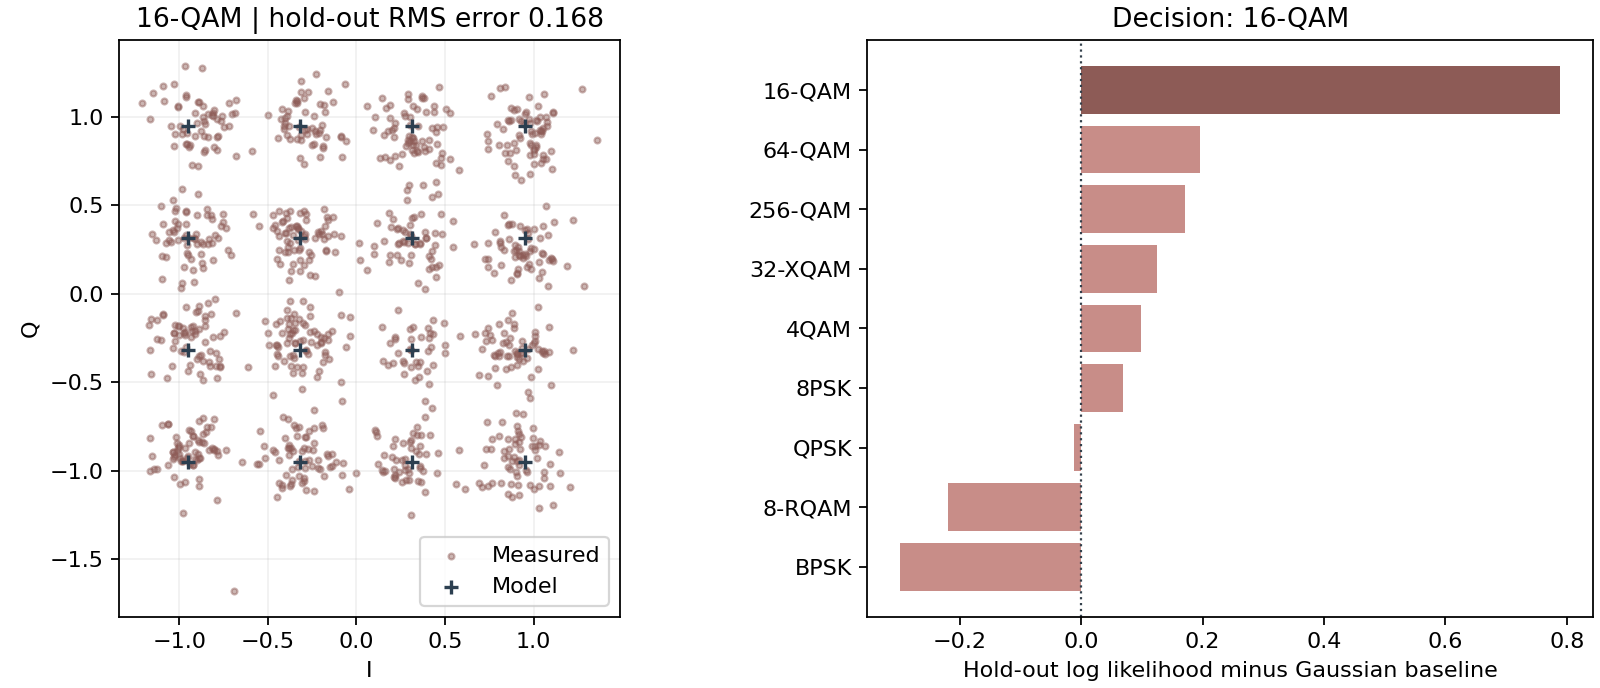 16-QAM | hold-out RMS error 0.168
1.0
0.5
0.0
−0.5
−1.0
−1.5
Q
−1.0 −0.5 0.0 0.5 1.0
I
Measured
Model
Decision: 16-QAM
16-QAM
64-QAM
256-QAM
32-XQAM
4QAM
8PSK
QPSK
8-RQAM
BPSK
−0.2 0.0 0.2 0.4 0.6 0.8
Hold-out log likelihood minus Gaussian baseline